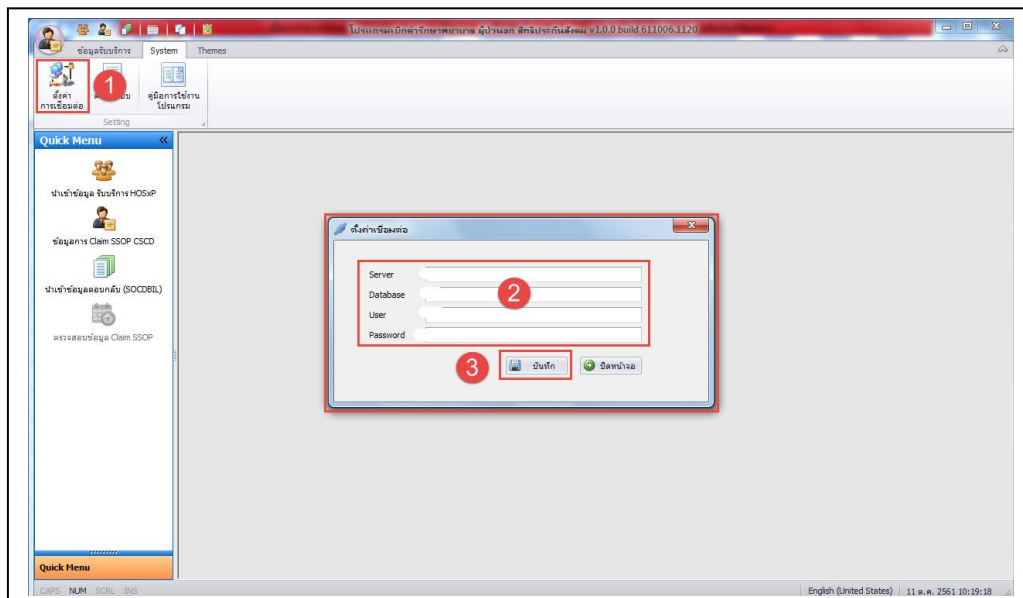 โปรแกรมเบิกค่ารักษาพยาบาล ผู้ป่วยนอก สิทธิประกันสังคม v1.0.0 build 611006.1120
ข้อมูลรับบริการ System Themes
1
ตั้งค่า
การเชื่อมต่อ
คู่มือการใช้งาน
โปรแกรม
Setting
Quick Menu
นำเข้าข้อมูล รับบริการ HOSxP
ข้อมูลการ Claim SSOP CSCD
นำเข้าข้อมูลตอบกลับ (SOCDBIL)
ตรวจสอบข้อมูล Claim SSOP
ตั้งค่าเชื่อมต่อ
Server
Database
2
User
Password
3
บันทึก
ปิดหน้าจอ
Quick Menu
CAPS NUM SCRL INS
English (United States) 11 ต.ค. 2561 10:19:18